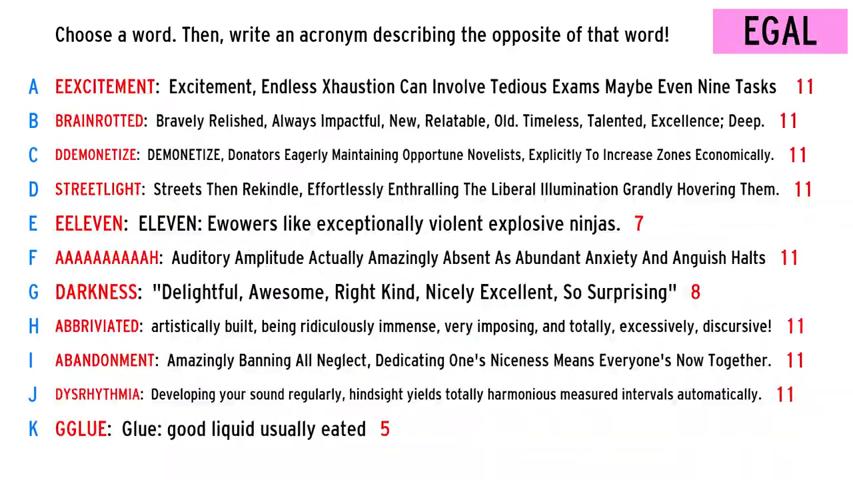 Choose a word. Then, write an acronym describing the opposite of that word!
EGAL
A EEXCITEMENT: Excitement, Endless Xhaustion Can Involve Tedious Exams Maybe Even Nine Tasks 11
B BRAINROTTED: Bravely Relished, Always Impactful, New, Relatable, Old. Timeless, Talented, Excellence; Deep. 11
C DDEMONETIZE: DEMONETIZE, Donators Eagerly Maintaining Opportune Novelists, Explicitly To Increase Zones Economically. 11
D STREETLIGHT: Streets Then Rekindle, Effortlessly Enthralling The Liberal Illumination Grandly Hovering Them. 11
E EELEVEN: ELEVEN: Ewowers like exceptionally violent explosive ninjas. 7
F AAAAAAAAAAH: Auditory Amplitude Actually Amazingly Absent As Abundant Anxiety And Anguish Halts 11
G DARKNESS: "Delightful, Awesome, Right Kind, Nicely Excellent, So Surprising" 8
H ABBRIVIATED: artistically built, being ridiculously immense, very imposing, and totally, excessively, discursive! 11
I ABANDONMENT: Amazingly Banning All Neglect, Dedicating One's Niceness Means Everyone's Now Together. 11
J DYSRHYTHMIA: Developing your sound regularly, hindsight yields totally harmonious measured intervals automatically. 11
K GGLUE: Glue: good liquid usually eated 5